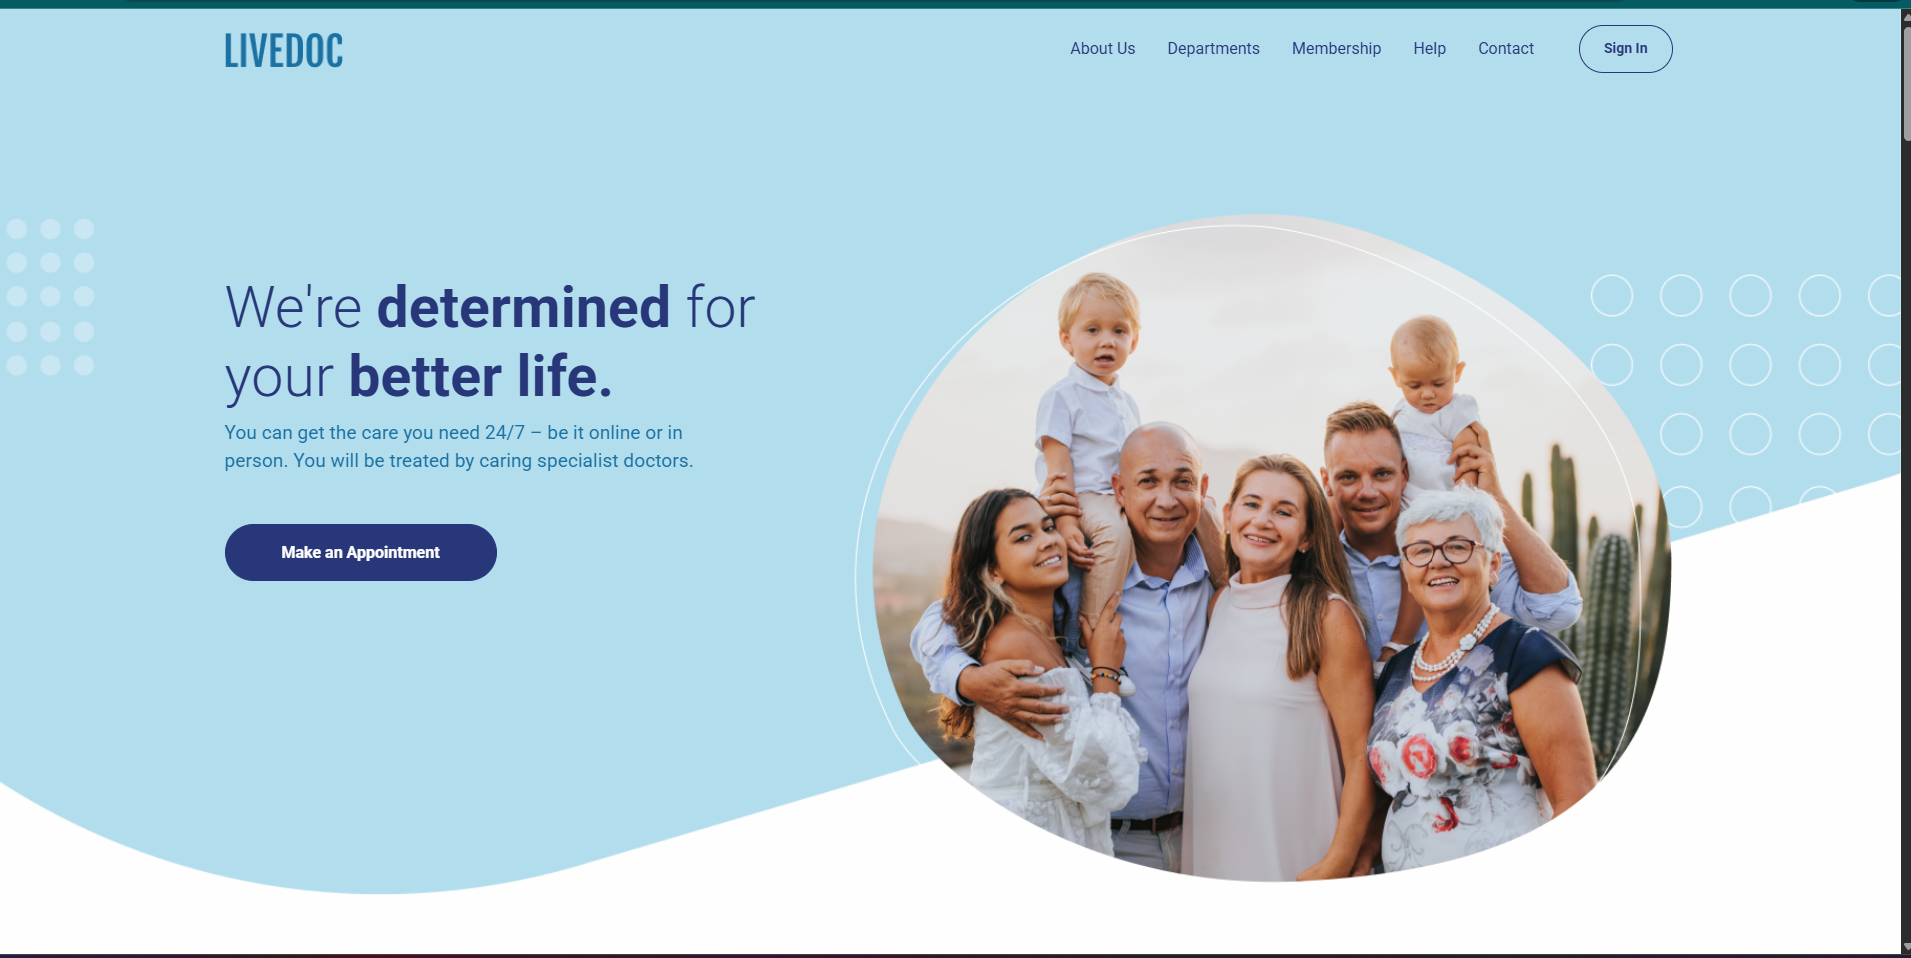 LIVEDOC
About Us
Departments
Membership
Help
Contact
Sign In
We're determined for
your better life.
You can get the care you need 24/7 – be it online or in
person. You will be treated by caring specialist doctors.
Make an Appointment